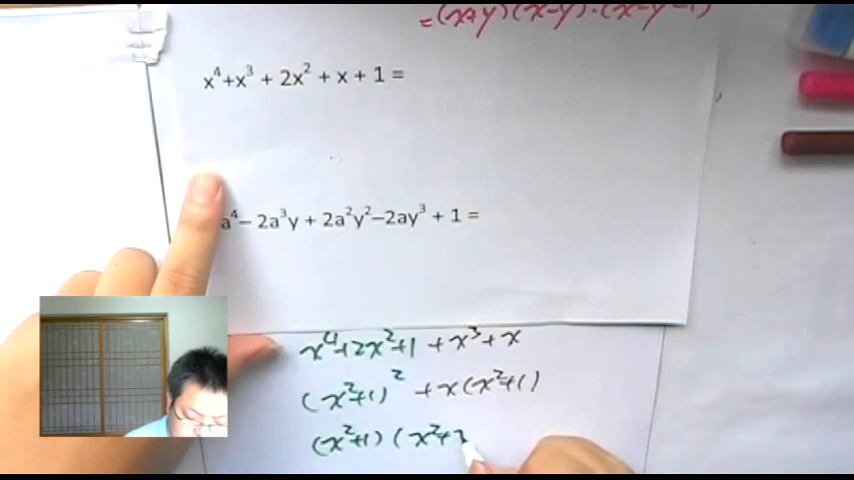 =(x+y)(x-y)·(x-y-1)
x⁴+x³ + 2x² + x + 1 =
a⁴– 2a³y + 2a²y²–2ay³ + 1 =
x⁴+2x²+1 + x³+x
(x²+1)² + x(x²+1)
(x²+1) (x²+